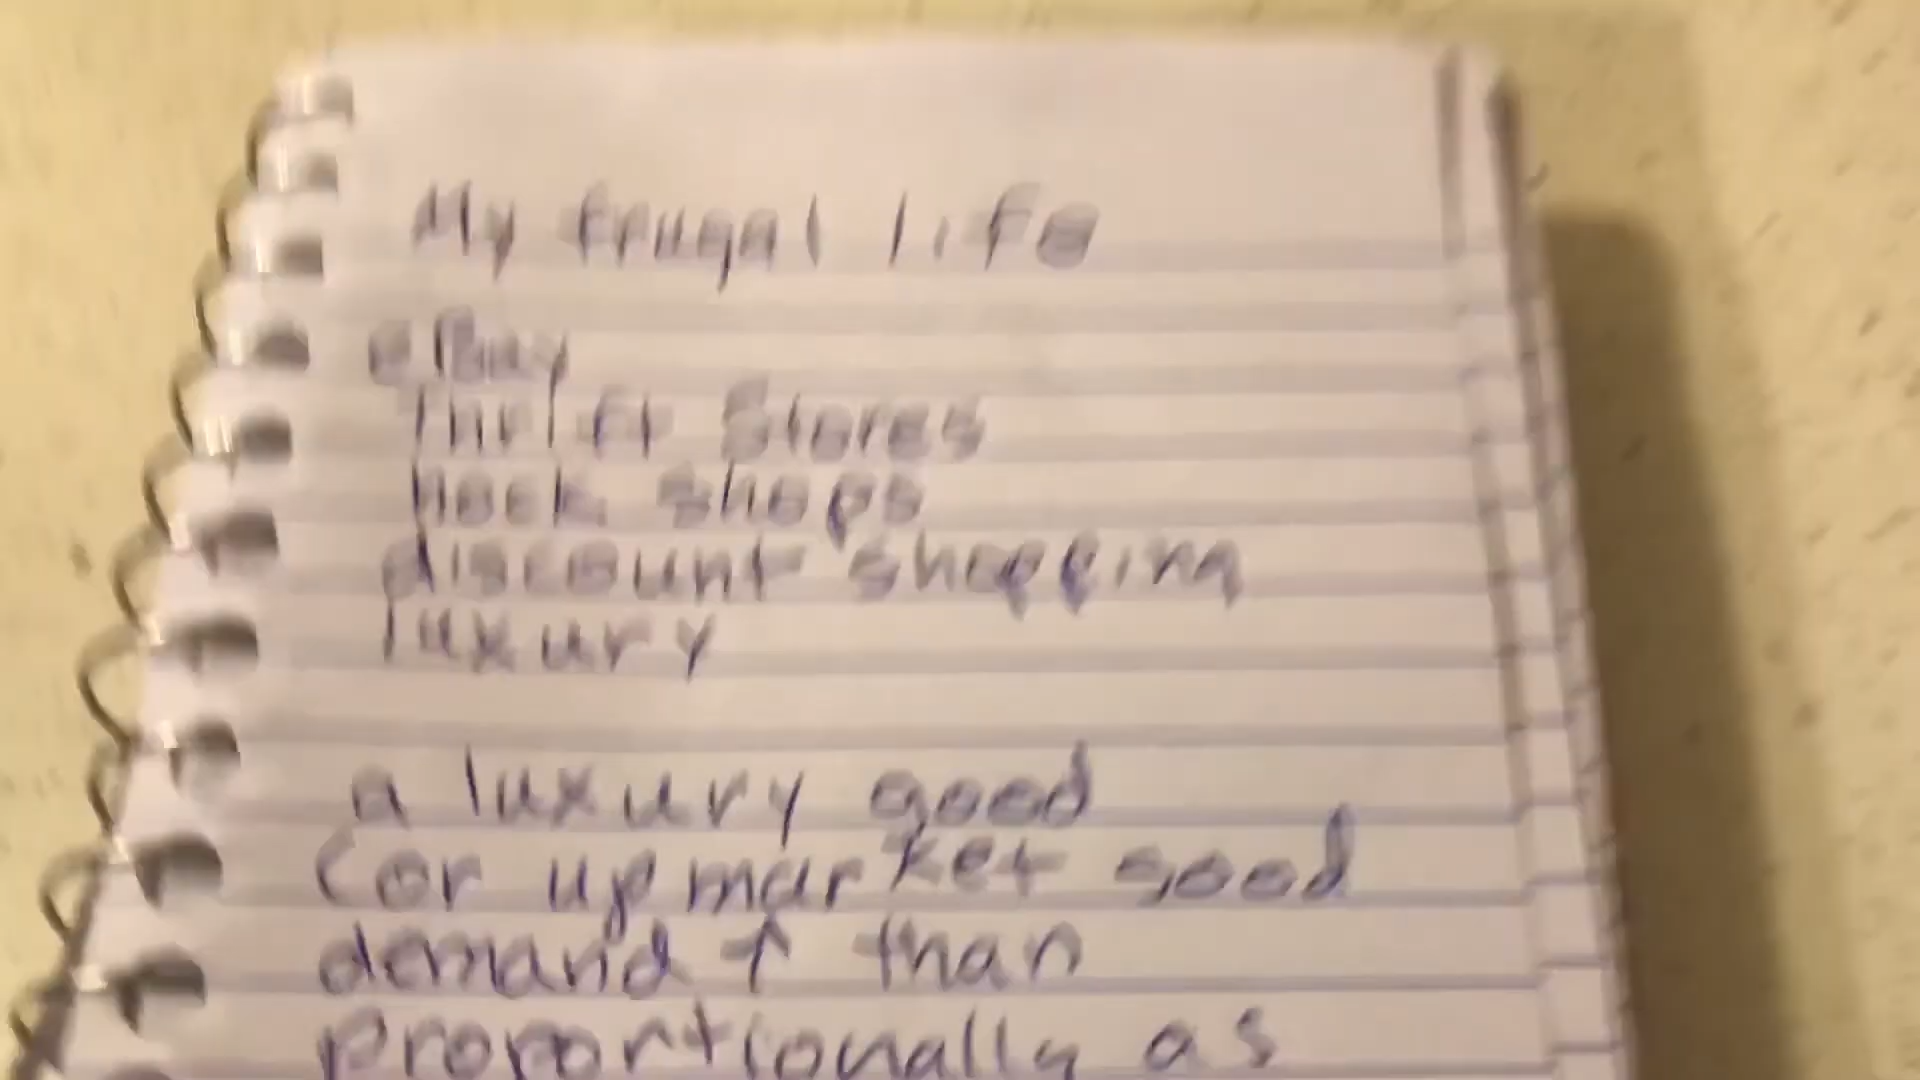 My frugal life
eBay
Thrift Stores
Hock shops
discount shopping
luxury
a luxury good
(or upmarket good
demand ↑ than
proportionally as